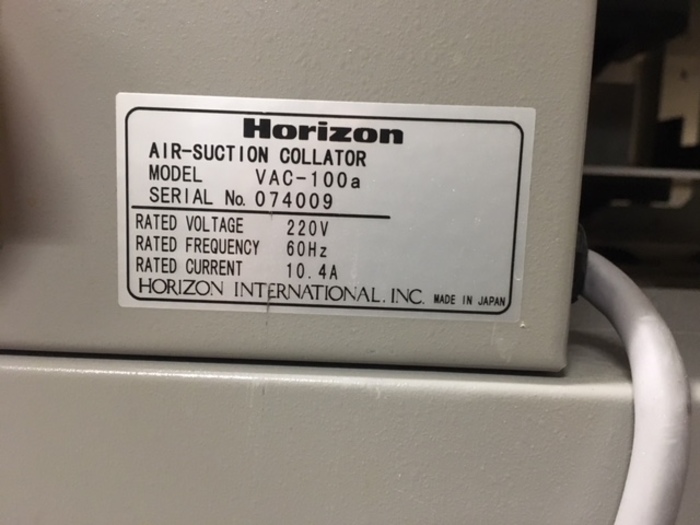 Horizon
AIR-SUCTION COLLATOR
MODEL VAC-100a
SERIAL No. 074009
RATED VOLTAGE 220V
RATED FREQUENCY 60Hz
RATED CURRENT 10.4A
HORIZON INTERNATIONAL. INC. MADE IN JAPAN